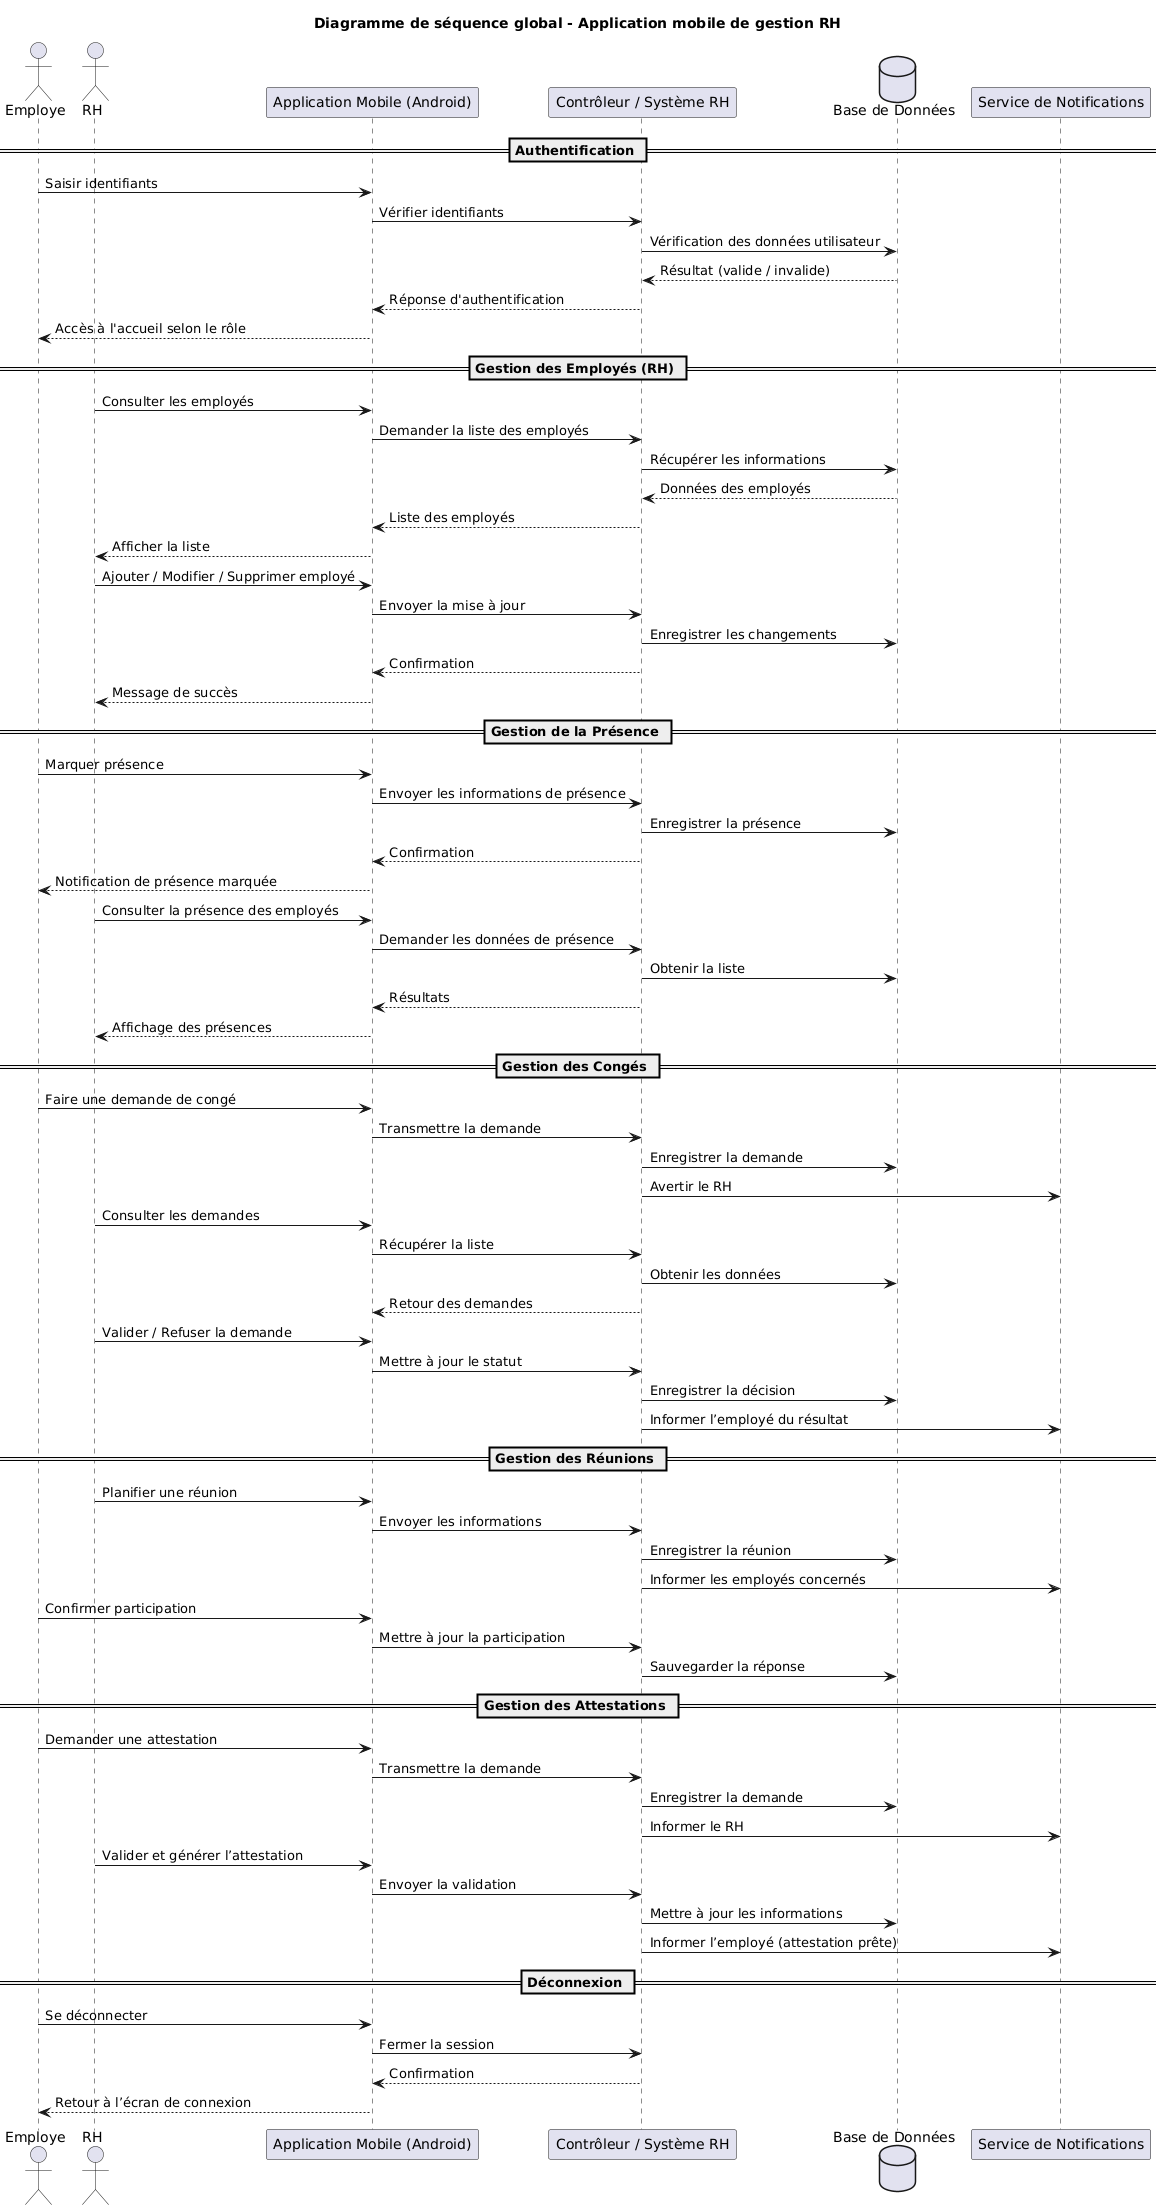 Diagramme de séquence global - Application mobile de gestion RH
Employe
RH
Application Mobile (Android)
Contrôleur / Système RH
Base de Données
Service de Notifications
Authentification
Saisir identifiants
Vérifier identifiants
Vérification des données utilisateur
Résultat (valide / invalide)
Réponse d'authentification
Accès à l'accueil selon le rôle
Gestion des Employés (RH)
Consulter les employés
Demander la liste des employés
Récupérer les informations
Données des employés
Liste des employés
Afficher la liste
Ajouter / Modifier / Supprimer employé
Envoyer la mise à jour
Enregistrer les changements
Confirmation
Message de succès
Gestion de la Présence
Marquer présence
Envoyer les informations de présence
Enregistrer la présence
Confirmation
Notification de présence marquée
Consulter la présence des employés
Demander les données de présence
Obtenir la liste
Résultats
Affichage des présences
Gestion des Congés
Faire une demande de congé
Transmettre la demande
Enregistrer la demande
Avertir le RH
Consulter les demandes
Récupérer la liste
Obtenir les données
Retour des demandes
Valider / Refuser la demande
Mettre à jour le statut
Enregistrer la décision
Informer l’employé du résultat
Gestion des Réunions
Planifier une réunion
Envoyer les informations
Enregistrer la réunion
Informer les employés concernés
Confirmer participation
Mettre à jour la participation
Sauvegarder la réponse
Gestion des Attestations
Demander une attestation
Transmettre la demande
Enregistrer la demande
Informer le RH
Valider et générer l’attestation
Envoyer la validation
Mettre à jour les informations
Informer l’employé (attestation prête)
Déconnexion
Se déconnecter
Fermer la session
Confirmation
Retour à l’écran de connexion
Employe
RH
Application Mobile (Android)
Contrôleur / Système RH
Base de Données
Service de Notifications